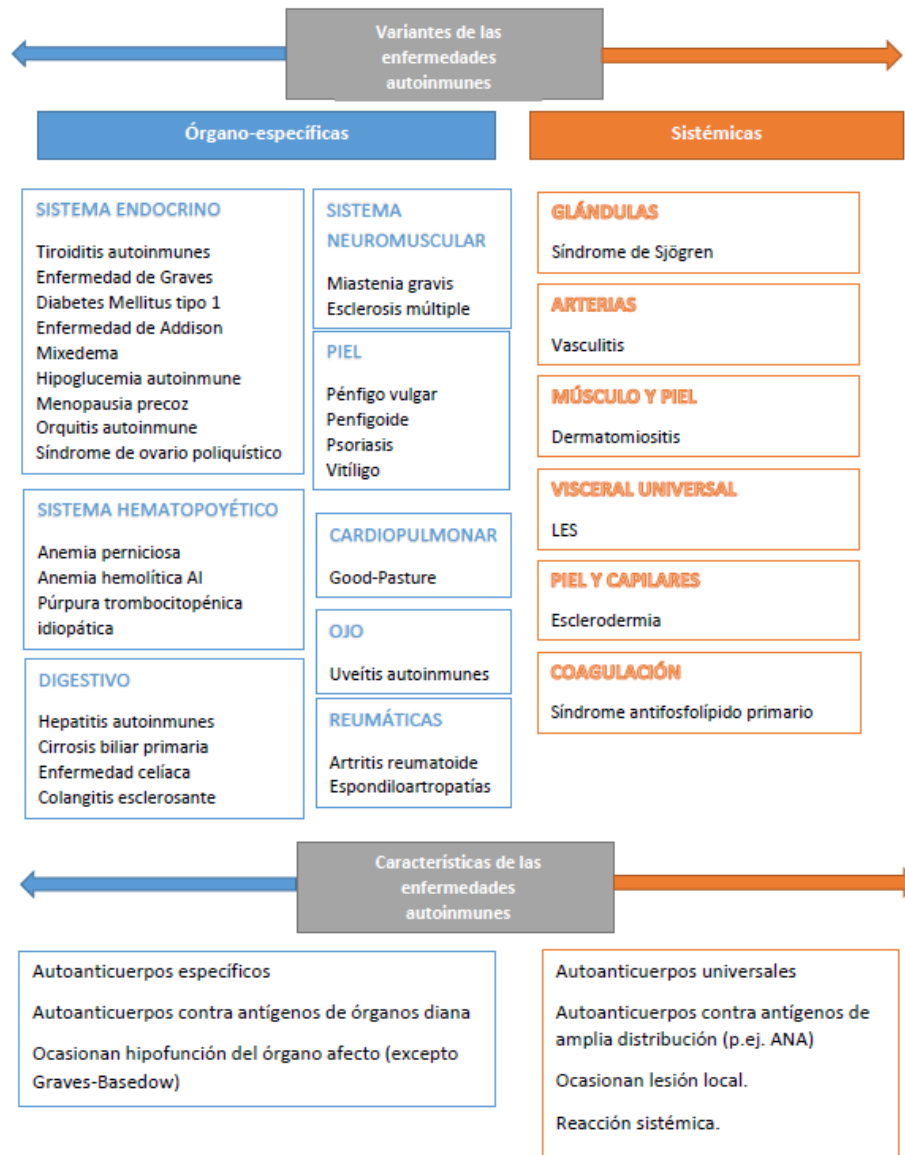 Variantes de las
enfermedades
autoinmunes
Órgano-específicas
Sistémicas
SISTEMA ENDOCRINO
Tiroiditis autoinmunes
Enfermedad de Graves
Diabetes Mellitus tipo 1
Enfermedad de Addison
Mixedema
Hipoglucemia autoinmune
Menopausia precoz
Orquitis autoinmune
Síndrome de ovario poliquístico
SISTEMA HEMATOPOYÉTICO
Anemia perniciosa
Anemia hemolítica AI
Púrpura trombocitopénica
idiopática
DIGESTIVO
Hepatitis autoinmunes
Cirrosis biliar primaria
Enfermedad celíaca
Colangitis esclerosante
SISTEMA
NEUROMUSCULAR
Miastenia gravis
Esclerosis múltiple
PIEL
Pénfigo vulgar
Penfigoide
Psoriasis
Vitíligo
CARDIOPULMONAR
Good-Pasture
OJO
Uveítis autoinmunes
REUMÁTICAS
Artritis reumatoide
Espondiloartropatías
GLÁNDULAS
Síndrome de Sjögren
ARTERIAS
Vasculitis
MÚSCULO Y PIEL
Dermatomiositis
VISCERAL UNIVERSAL
LES
PIEL Y CAPILARES
Esclerodermia
COAGULACIÓN
Síndrome antifosfolípido primario
Características de las
enfermedades
autoinmunes
Autoanticuerpos específicos
Autoanticuerpos contra antígenos de órganos diana
Ocasionan hipofunción del órgano afecto (excepto
Graves-Basedow)
Autoanticuerpos universales
Autoanticuerpos contra antígenos de
amplia distribución (p.ej. ANA)
Ocasionan lesión local.
Reacción sistémica.